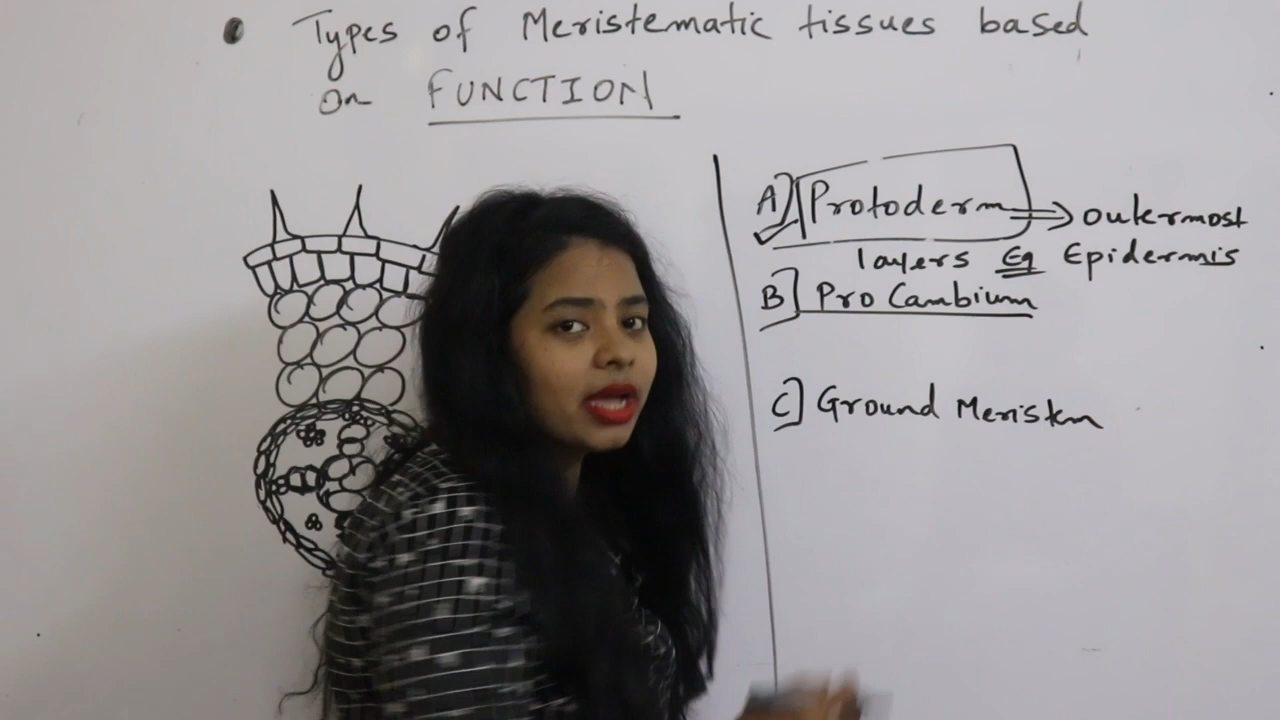 • Types of Meristematic tissues based
on FUNCTION
A] Protoderm => outermost
layers Eg Epidermis
B] Pro Cambium
C] Ground Meristem